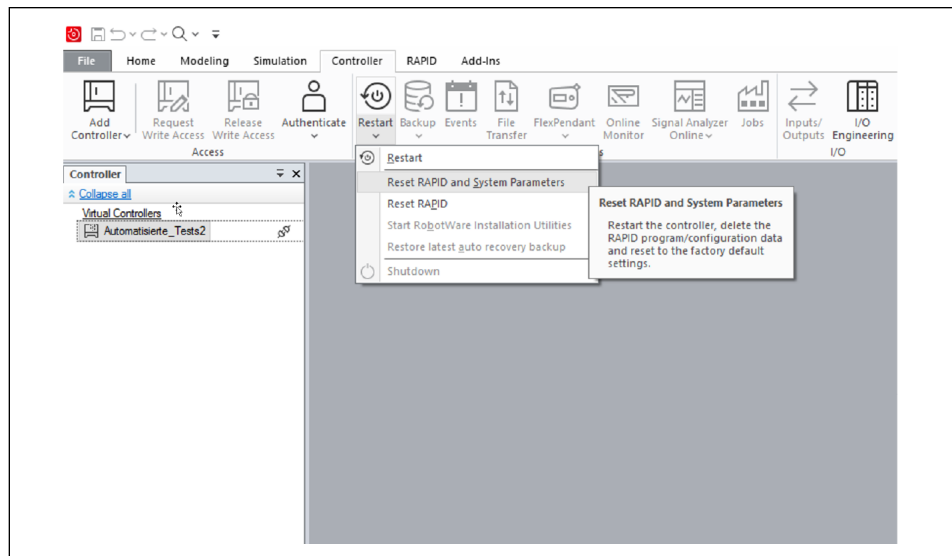 File Home Modeling Simulation Controller RAPID Add-Ins
Add Controller
Request Write Access
Release Write Access
Authenticate
Restart
Backup
Events
File Transfer
FlexPendant
Online Monitor
Signal Analyzer Online
Jobs
Inputs/ Outputs
I/O Engineering
Access
s
I/O
Controller
Collapse all
Virtual Controllers
Automatisierte_Tests2
Restart
Reset RAPID and System Parameters
Reset RAPID
Start RobotWare Installation Utilities
Restore latest auto recovery backup
Shutdown
Reset RAPID and System Parameters
Restart the controller, delete the
RAPID program/configuration data
and reset to the factory default
settings.